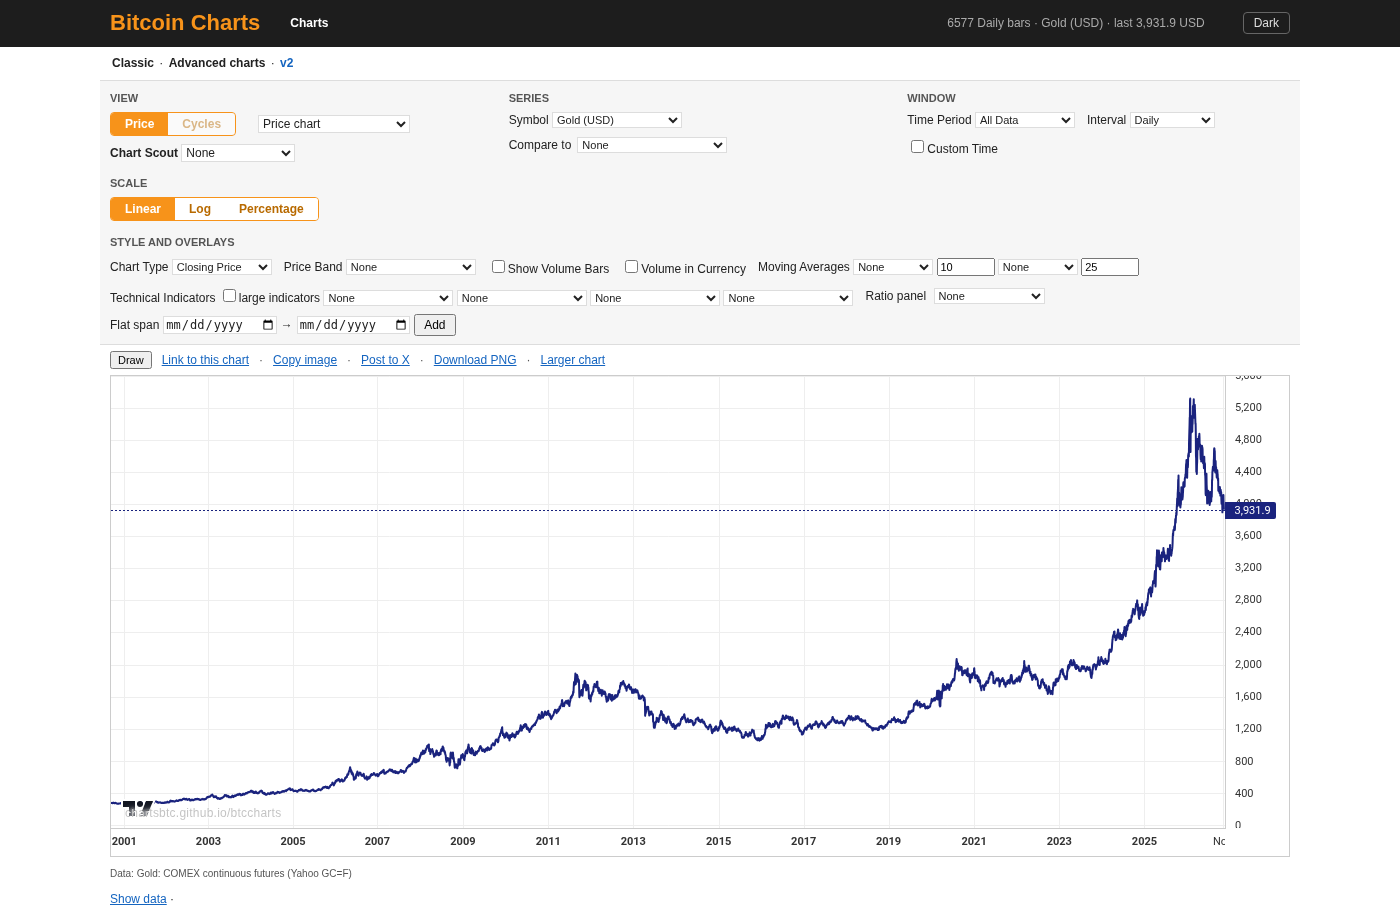 Bitcoin Charts Charts 6577 Daily bars · Gold (USD) · last 3,931.9 USD Dark
Classic · Advanced charts · v2
VIEW SERIES WINDOW
Price Cycles Price chart Symbol Gold (USD) Time Period All Data Interval Daily
Chart Scout None Compare to None Custom Time
SCALE
Linear Log Percentage
STYLE AND OVERLAYS
Chart Type Closing Price Price Band None Show Volume Bars Volume in Currency Moving Averages None 10 None 25
Technical Indicators large indicators None None None None Ratio panel None
Flat span mm/dd/yyyy → mm/dd/yyyy Add
Draw Link to this chart · Copy image · Post to X · Download PNG · Larger chart
5,200
4,800
4,400
3,931.9
3,600
3,200
2,800
2,400
2,000
1,600
1,200
800
400
0
chartsbtc.github.io/btccharts
2001 2003 2005 2007 2009 2011 2013 2015 2017 2019 2021 2023 2025
Data: Gold: COMEX continuous futures (Yahoo GC=F)
Show data ·